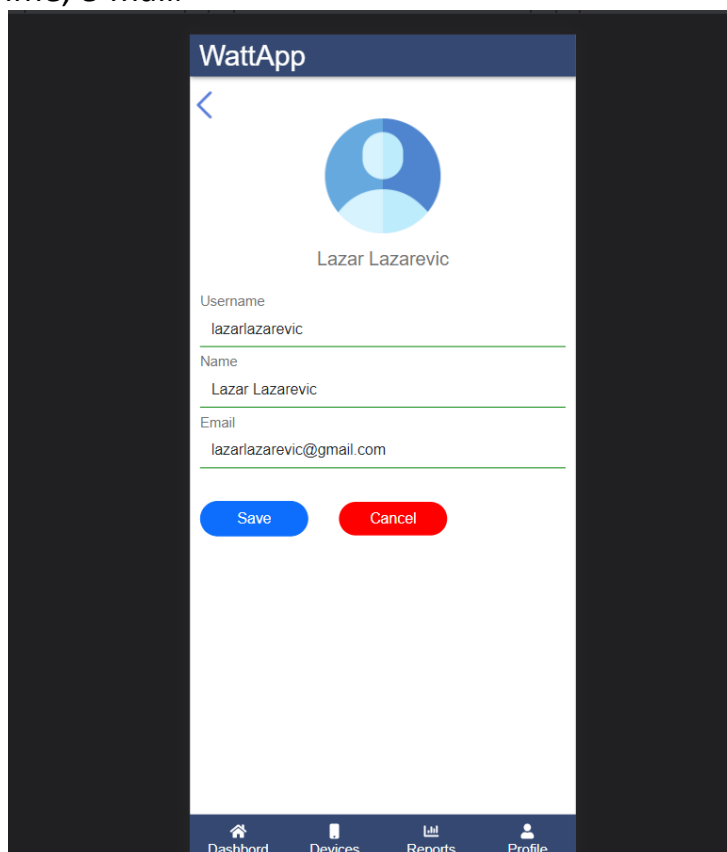 WattApp
Lazar Lazarevic
Username
lazarlazarevic
Name
Lazar Lazarevic
Email
lazarlazarevic@gmail.com
Save Cancel
Dashbord Devices Reports Profile